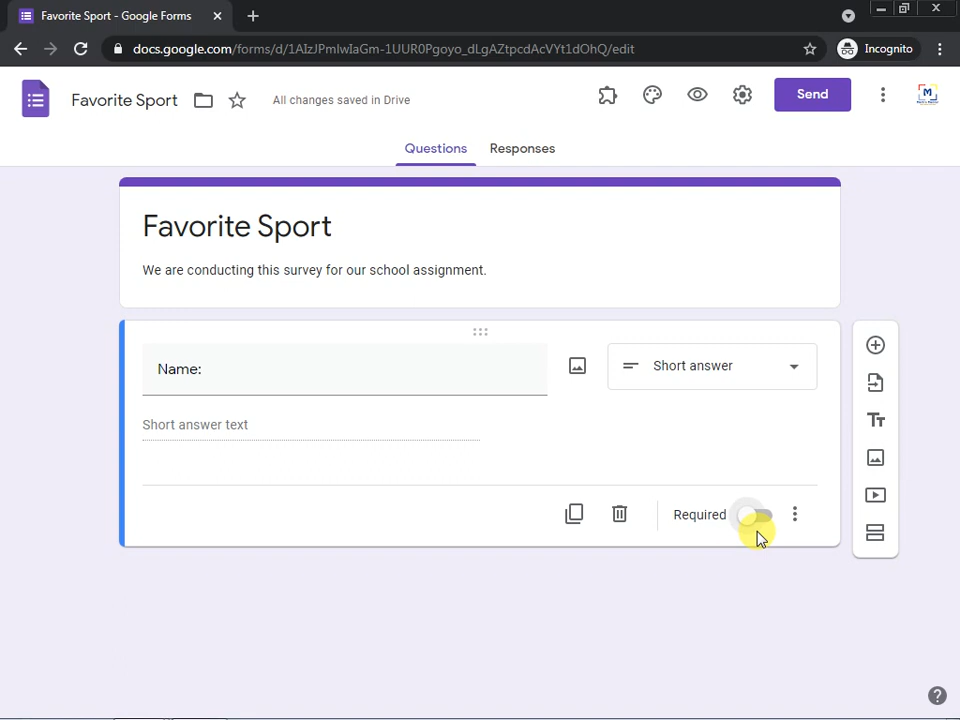 Favorite Sport - Google Forms
docs.google.com/forms/d/1AIzJPmlwIaGm-1UUR0Pgoyo_dLgAZtpcdAcVYt1dOhQ/edit
Incognito
Favorite Sport
All changes saved in Drive
Send
M
Questions
Responses
Favorite Sport
We are conducting this survey for our school assignment.
Name:
Short answer
Short answer text
Required